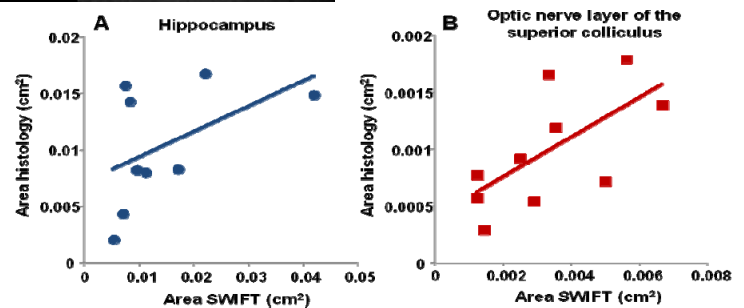 A
Hippocampus
0.02
0.015
0.01
0.005
0
0
0.01
0.02
0.03
0.04
0.05
Area histology (cm²)
Area SWIFT (cm²)
B
Optic nerve layer of the
superior colliculus
0.002
0.0015
0.001
0.0005
0
0
0.002
0.004
0.006
0.008
Area histology (cm²)
Area SWIFT (cm²)